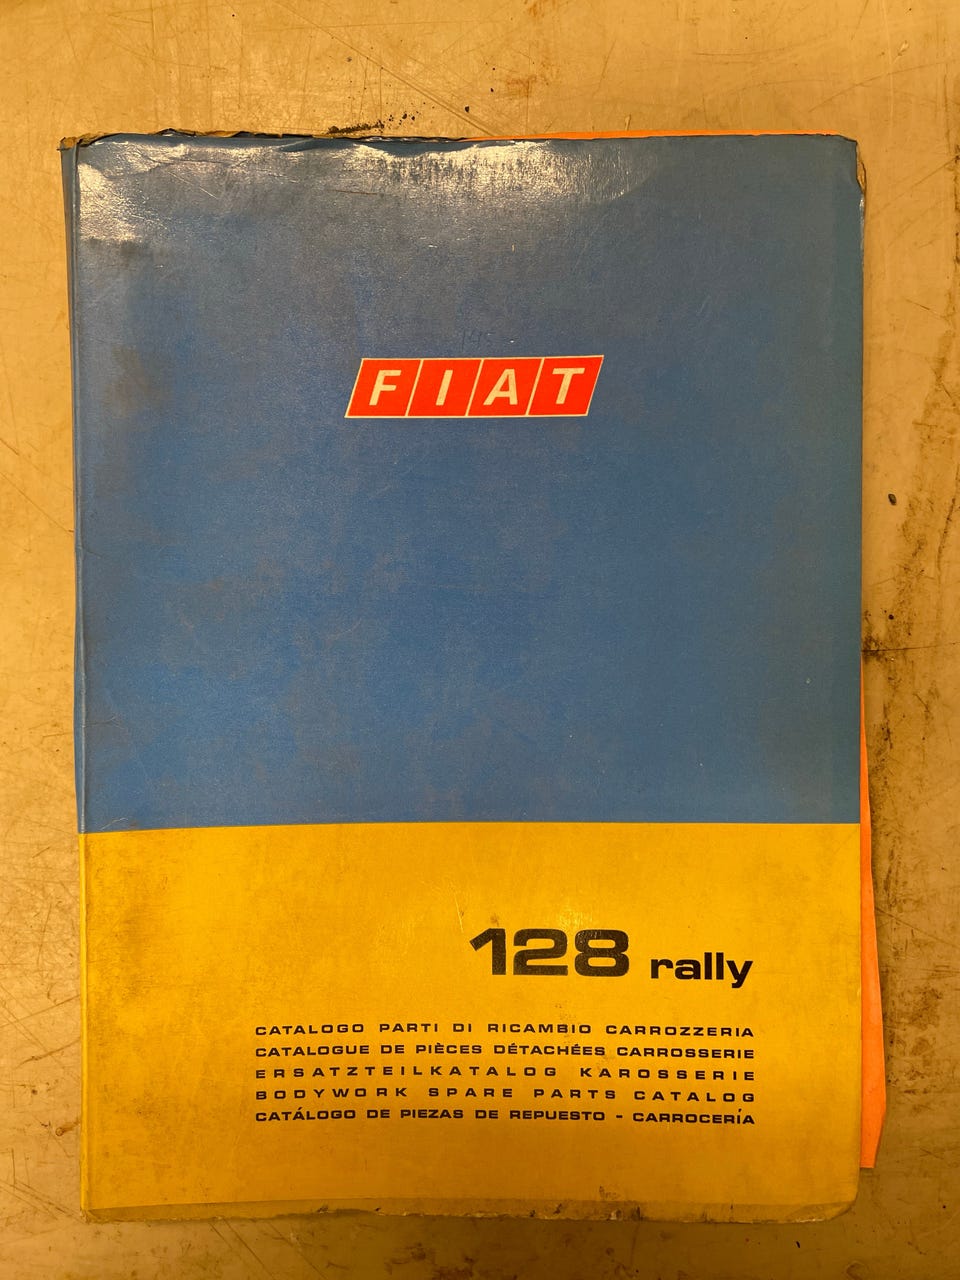 FIAT
128 rally
CATALOGO PARTI DI RICAMBIO CARROZZERIA
CATALOGUE DE PIÈCES DÉTACHÉES CARROSSERIE
ERSATZTEILKATALOG KAROSSERIE
BODYWORK SPARE PARTS CATALOG
CATÁLOGO DE PIEZAS DE REPUESTO - CARROCERÍA